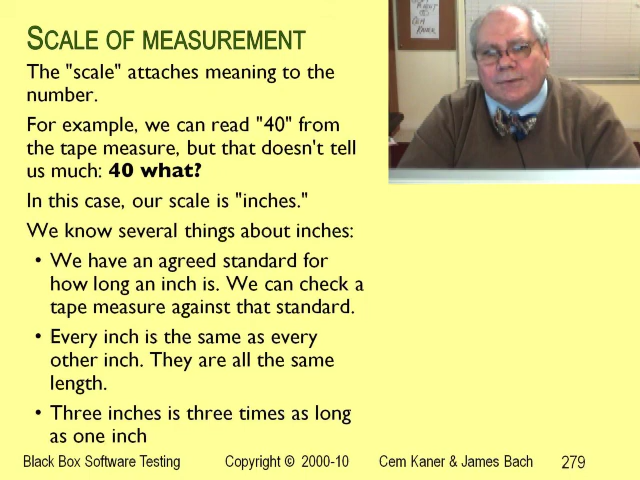 SCALE OF MEASUREMENT
The "scale" attaches meaning to the
number.
For example, we can read "40" from
the tape measure, but that doesn't tell
us much: 40 what?
In this case, our scale is "inches."
We know several things about inches:
• We have an agreed standard for
how long an inch is. We can check a
tape measure against that standard.
• Every inch is the same as every
other inch. They are all the same
length.
• Three inches is three times as long
as one inch
Black Box Software Testing Copyright © 2000-10 Cem Kaner & James Bach 279